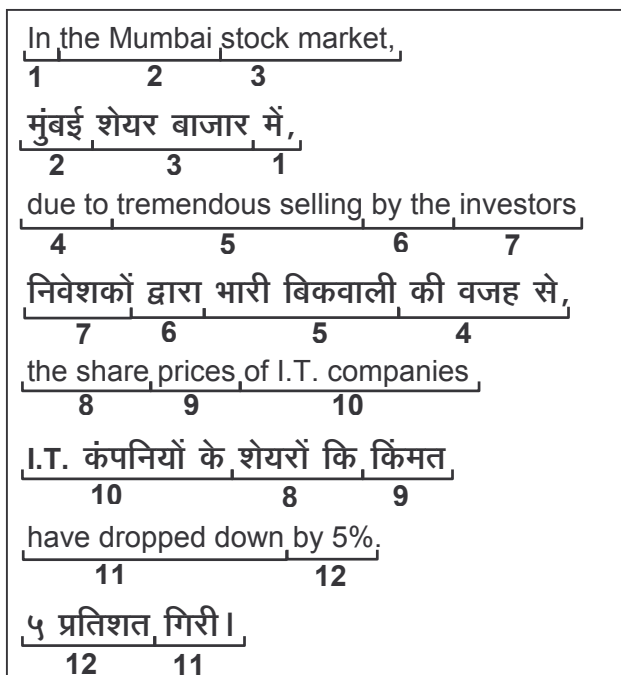 In the Mumbai stock market,
1 2 3
मुंबई शेयर बाजार में,
2 3 1
due to tremendous selling by the investors
4 5 6 7
निवेशकों द्वारा भारी बिकवाली की वजह से,
7 6 5 4
the share prices of I.T. companies
8 9 10
I.T. कंपनियों के शेयरों कि किंमत
10 8 9
have dropped down by 5%.
11 12
५ प्रतिशत गिरी।
12 11